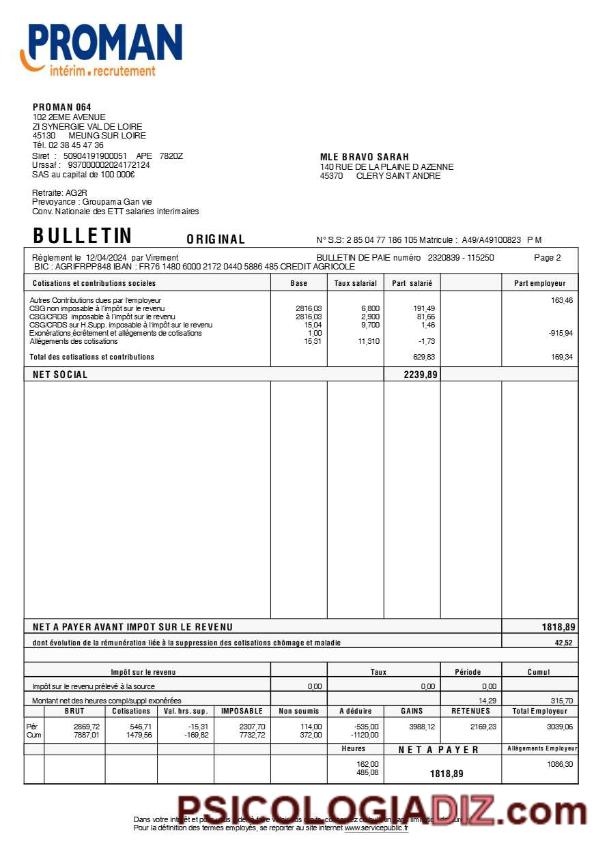 PROMAN
intérim.recrutement
PROMAN 064
102 2EME AVENUE
ZI SYNERGIE VAL DE LOIRE
45130 MEUNG SUR LOIRE
Tél. 02 38 45 47 36
Siret : 50904191900051 APE 7820Z
Urssaf : 937000002024172124
SAS au capital de 100 000€
MLE BRAVO SARAH
140 RUE DE LA PLAINE D AZENNE
45370 CLERY SAINT ANDRE
Retraite: AG2R
Prevoyance : Groupama Gan vie
Conv. Nationale des ETT salaries interimaires
BULLETIN ORIGINAL N° S.S: 2 85 04 77 186 105 Matricule : A49/A49100823 P M
Règlement le 12/04/2024 par Virement BULLETIN DE PAIE numéro 2320839 - 115250 Page 2
BIC : AGRIFRPP848 IBAN : FR76 1480 6000 2172 0440 5886 485 CREDIT AGRICOLE
Cotisations et contributions sociales Base Taux salarial Part salarié Part employeur
Autres Contributions dues par l'employeur 163,46
CSG non imposable à l'impôt sur le revenu 2816,03 6,800 191,49
CSG/CRDS imposable à l'impôt sur le revenu 2816,03 2,900 81,66
CSG/CRDS sur H.Supp. imposable à l'impôt sur le revenu 15,04 9,700 1,46
Exonérations écrêtement et allègements de cotisations 1,00 -915,94
Allègements des cotisations 15,31 11,310 -1,73
Total des cotisations et contributions 629,83 169,34
NET SOCIAL 2239,89
NET A PAYER AVANT IMPOT SUR LE REVENU 1818,89
dont évolution de la rémunération liée à la suppression des cotisations chômage et maladie 42,52
Impôt sur le revenu Taux Période Cumul
Impôt sur le revenu prélevé à la source 0,00 0,00 0,00
Montant net des heures compl/suppl exonérées 14,29 315,70
BRUT Cotisations Val. hrs. sup. IMPOSABLE Non soumis A déduire GAINS RETENUES Total Employeur
Pér 2869,72 546,71 -15,31 2307,70 114,00 -535,00 3988,12 2169,23 3039,06
Cum 7887,01 1479,56 -169,82 7732,72 372,00 -1120,00
Heures NET A PAYER Allègements Employeur
162,00 1086,30
485,08 1818,89
PSICOLOGIADIZ.com
Dans votre intérêt et pour
Pour la définition des termes employés, se reporter au site internet www.servicepublic.fr